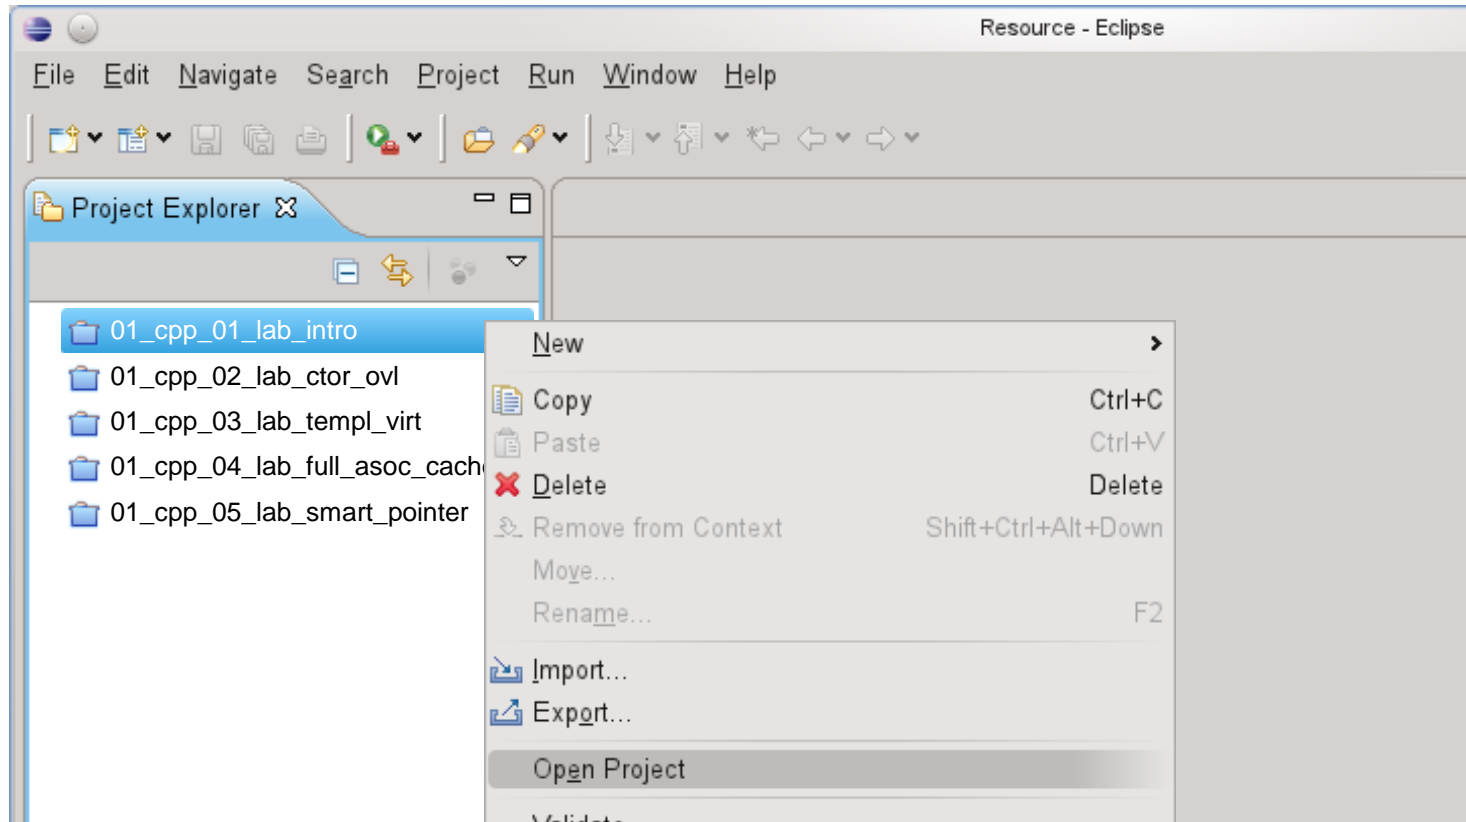 Resource - Eclipse
File Edit Navigate Search Project Run Window Help
Project Explorer
01_cpp_01_lab_intro
01_cpp_02_lab_ctor_ovl
01_cpp_03_lab_templ_virt
01_cpp_04_lab_full_asoc_cach
01_cpp_05_lab_smart_pointer
New
Copy Ctrl+C
Paste Ctrl+V
Delete Delete
Remove from Context Shift+Ctrl+Alt+Down
Move...
Rename... F2
Import...
Export...
Open Project
Validate